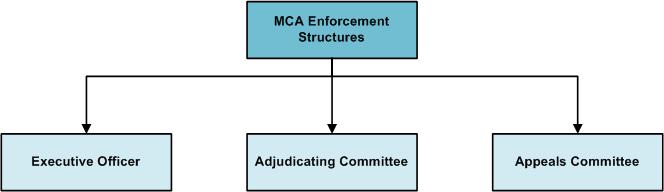 MCA Enforcement
Structures
Executive Officer
Adjudicating Committee
Appeals Committee